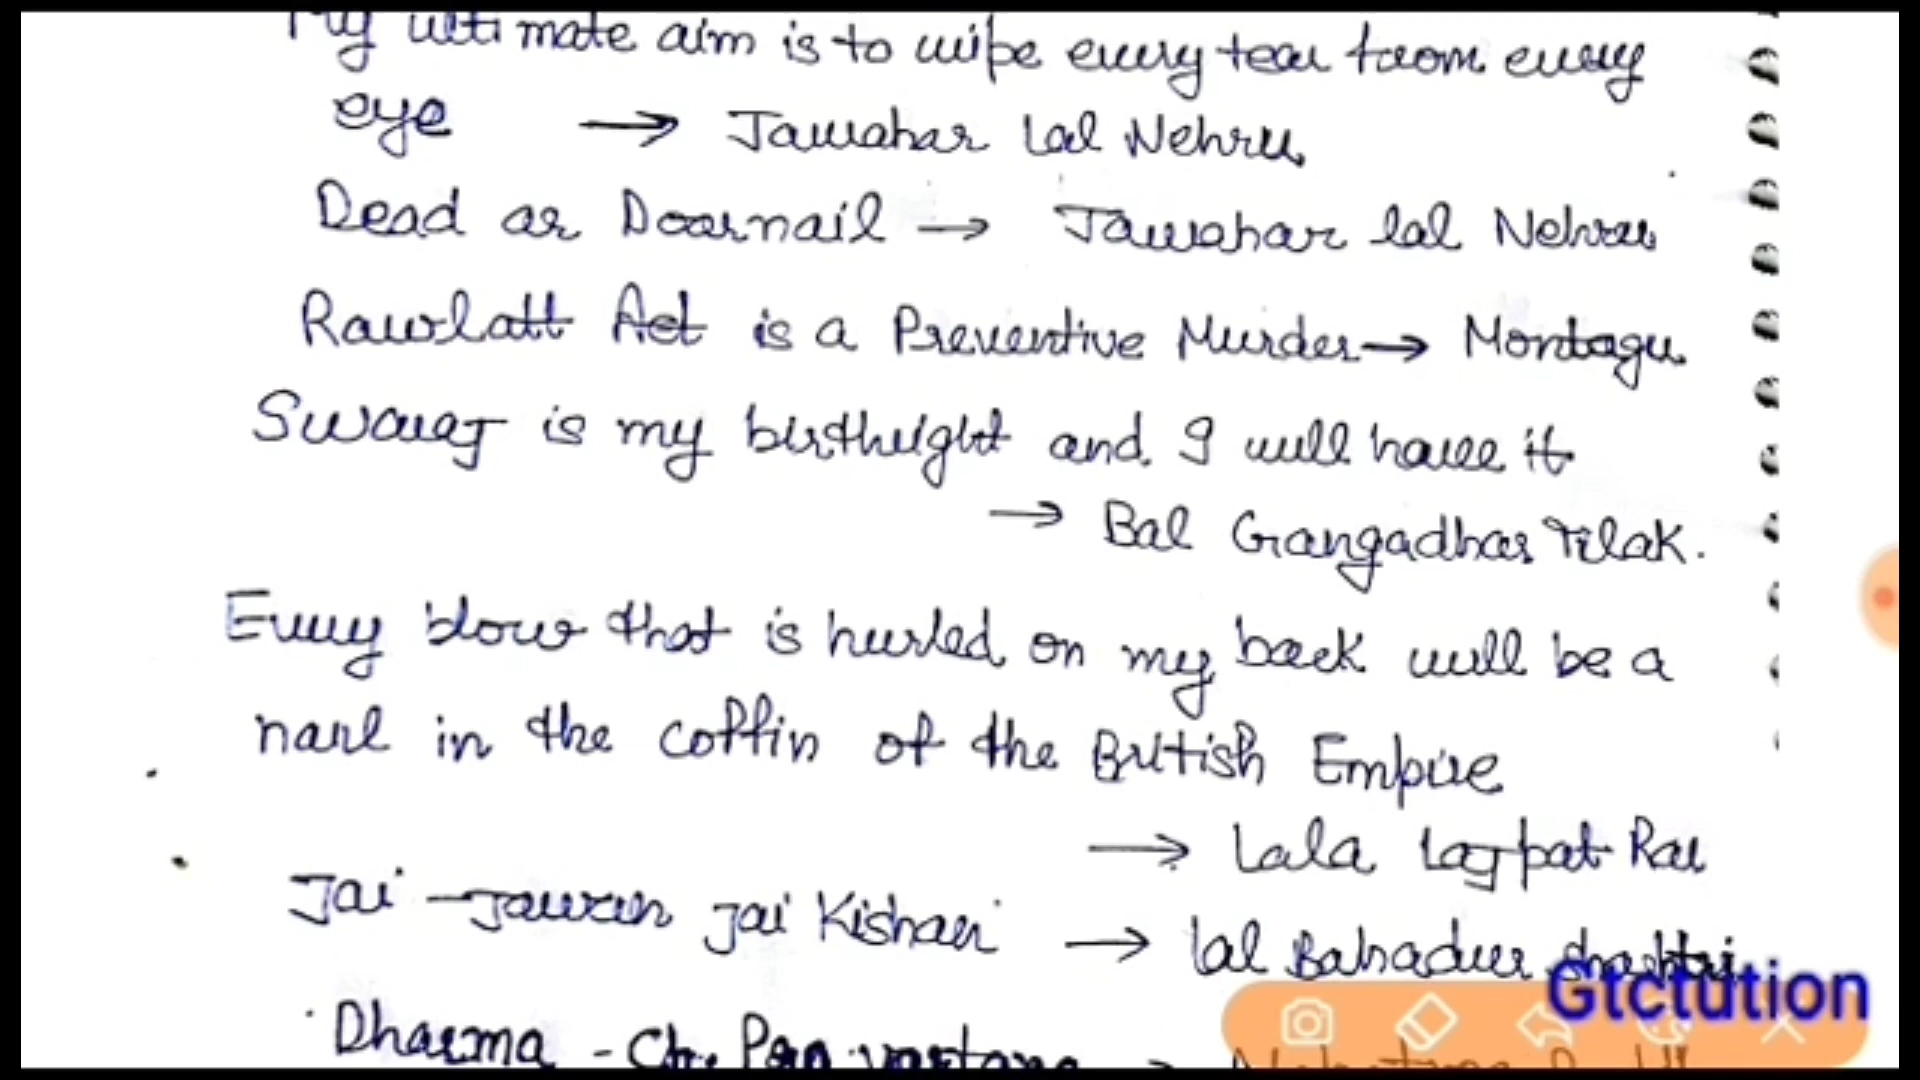 My ultimate aim is to wipe every tear from every
eye → Jawahar lal Nehru
Dead as Doornail → Jawahar lal Nehru
Rawlatt Act is a Preventive Murder → Montagu
Swaraj is my birthright and I will have it
→ Bal Gangadhar Tilak.
Every blow that is hurled on my back will be a
nail in the coffin of the British Empire
→ Lala Lajpat Rai
Jai Jawan jai Kishan → lal Bahadur Shashtri
Gtctution
Dharma -